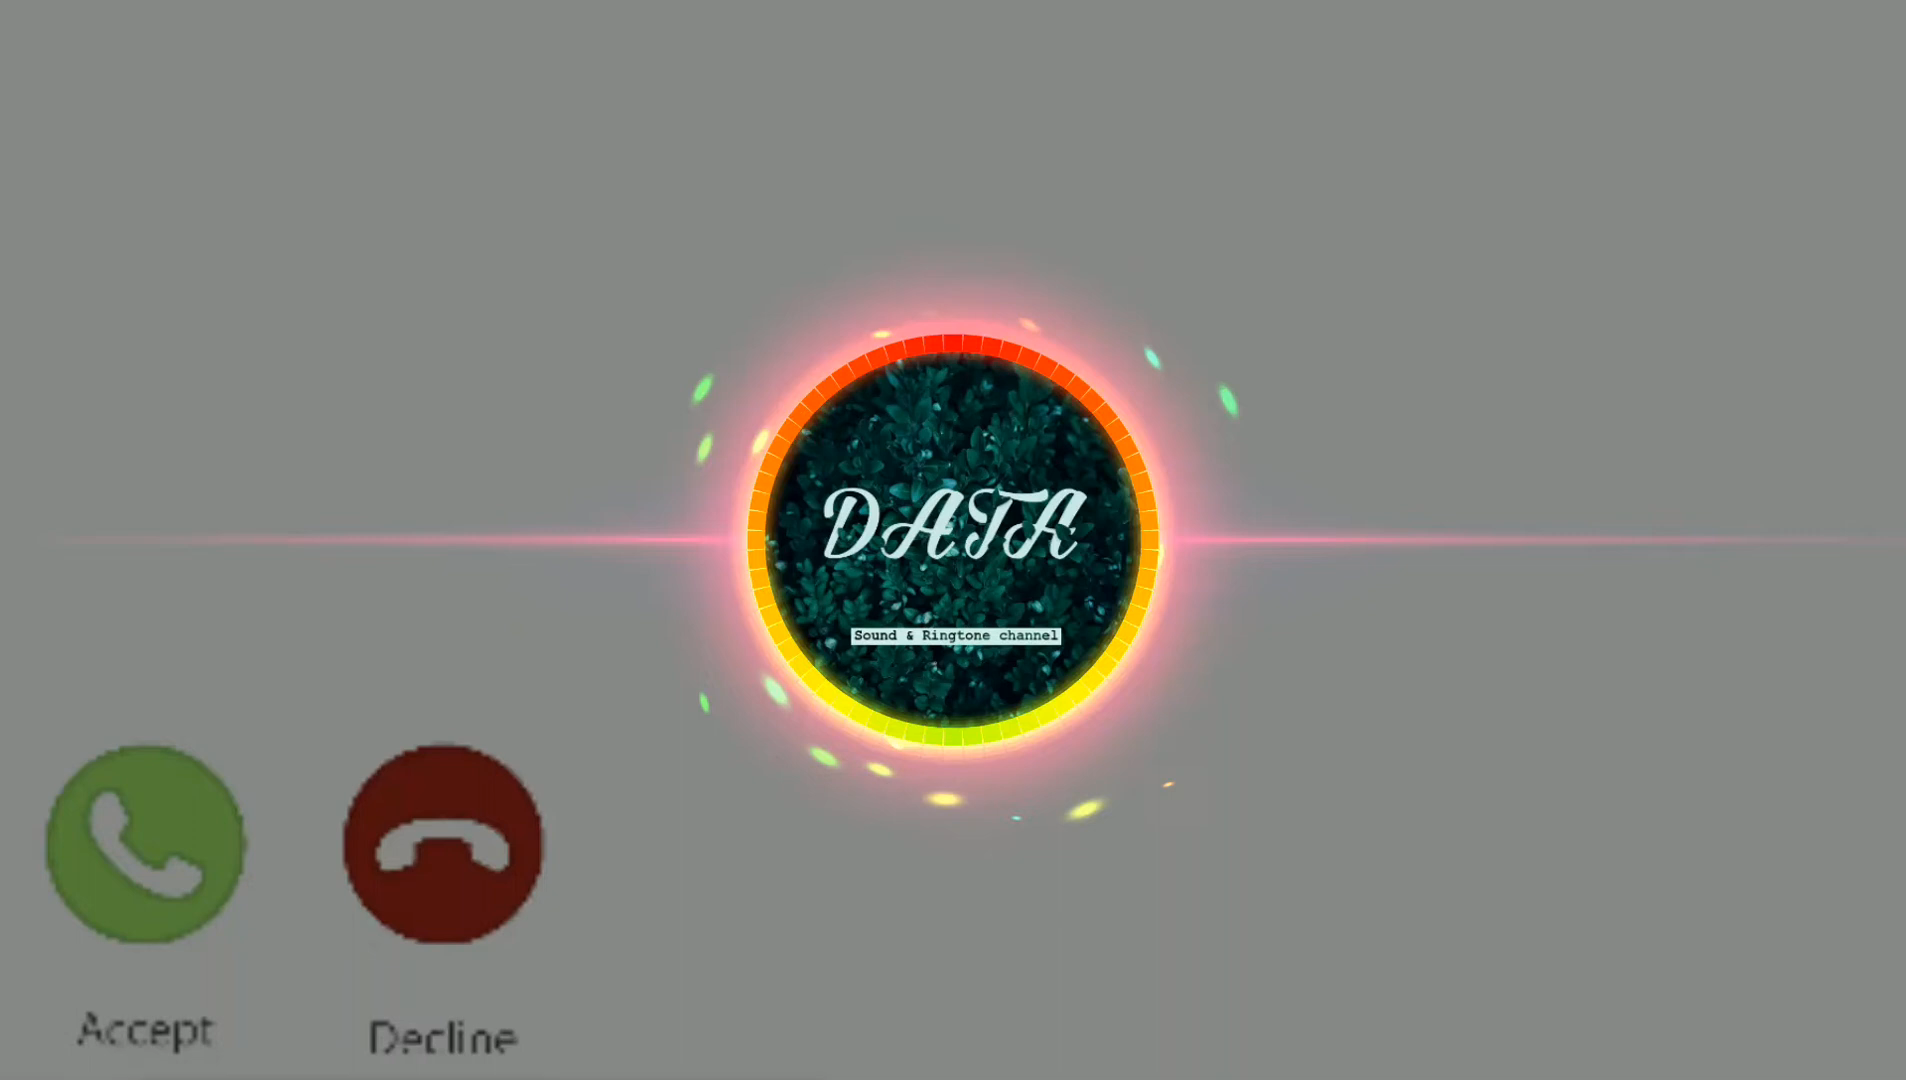 DATA
Sound & Ringtone channel
Accept
Decline